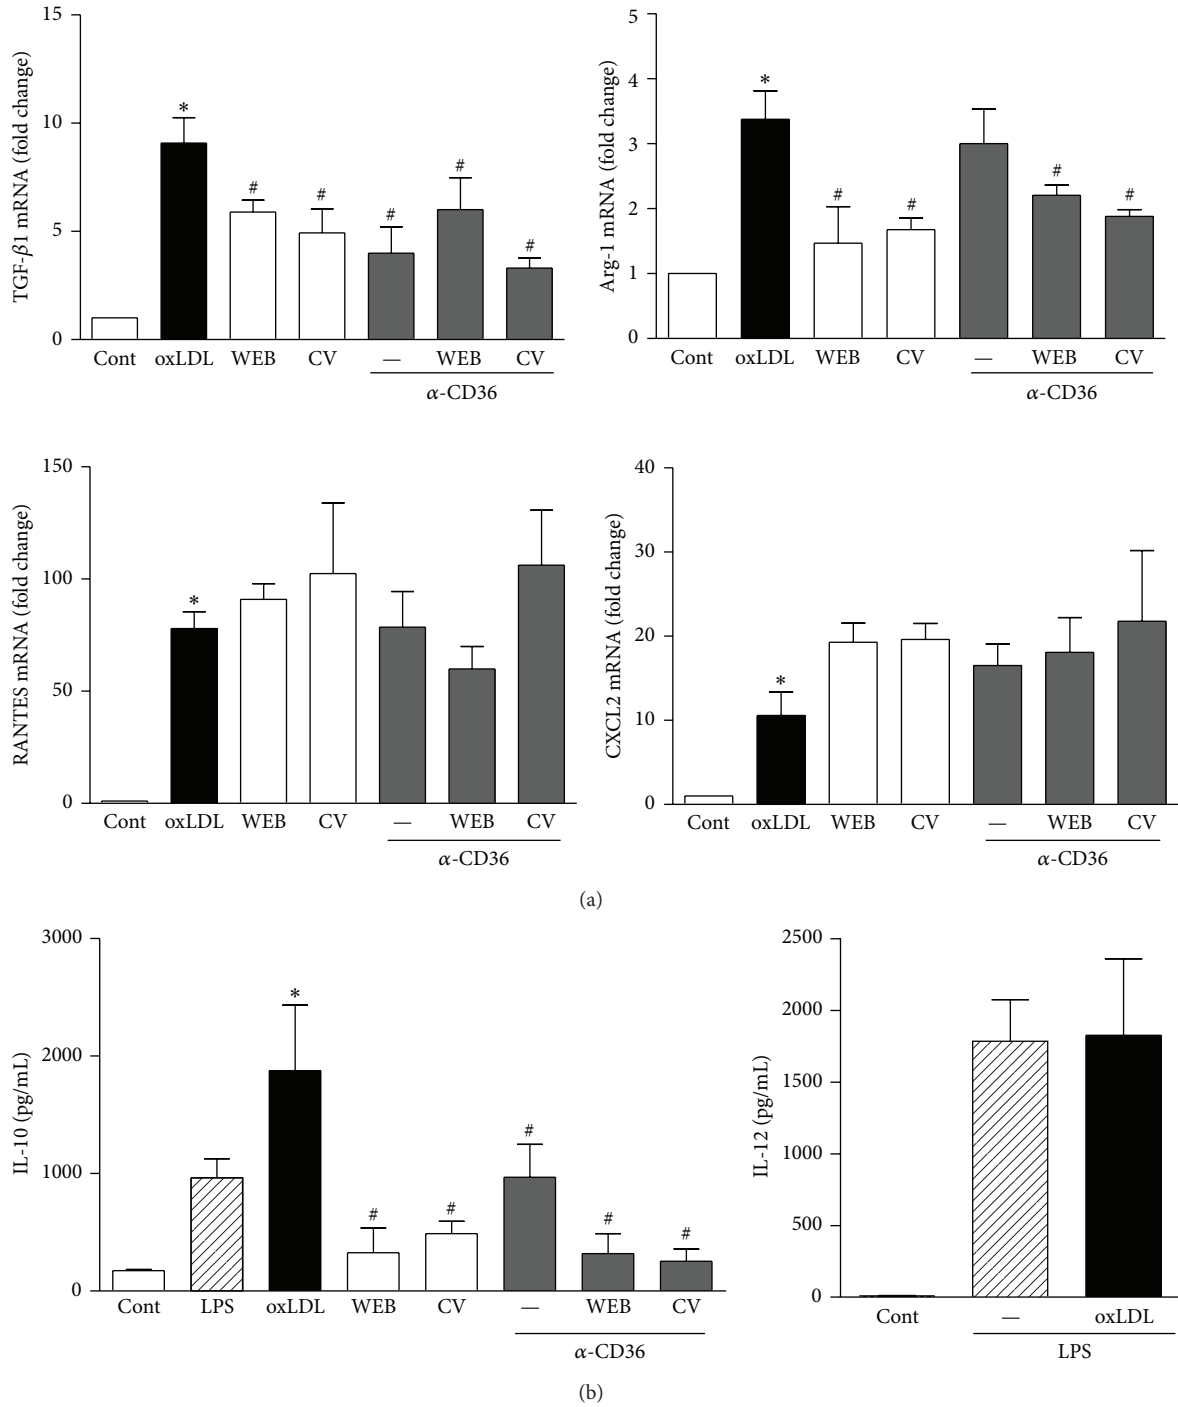 TGF-β1 mRNA (fold change)
15
10
5
0
*
#
#
#
#
#
Cont oxLDL WEB CV — WEB CV
α-CD36
Arg-1 mRNA (fold change)
5
4
3
2
1
0
*
#
#
#
#
Cont oxLDL WEB CV — WEB CV
α-CD36
RANTES mRNA (fold change)
150
100
50
0
*
Cont oxLDL WEB CV — WEB CV
α-CD36
CXCL2 mRNA (fold change)
40
30
20
10
0
*
Cont oxLDL WEB CV — WEB CV
α-CD36
(a)
IL-10 (pg/mL)
3000
2000
1000
0
*
#
#
#
#
#
Cont LPS oxLDL WEB CV — WEB CV
α-CD36
IL-12 (pg/mL)
2500
2000
1500
1000
500
0
Cont — oxLDL
LPS
(b)